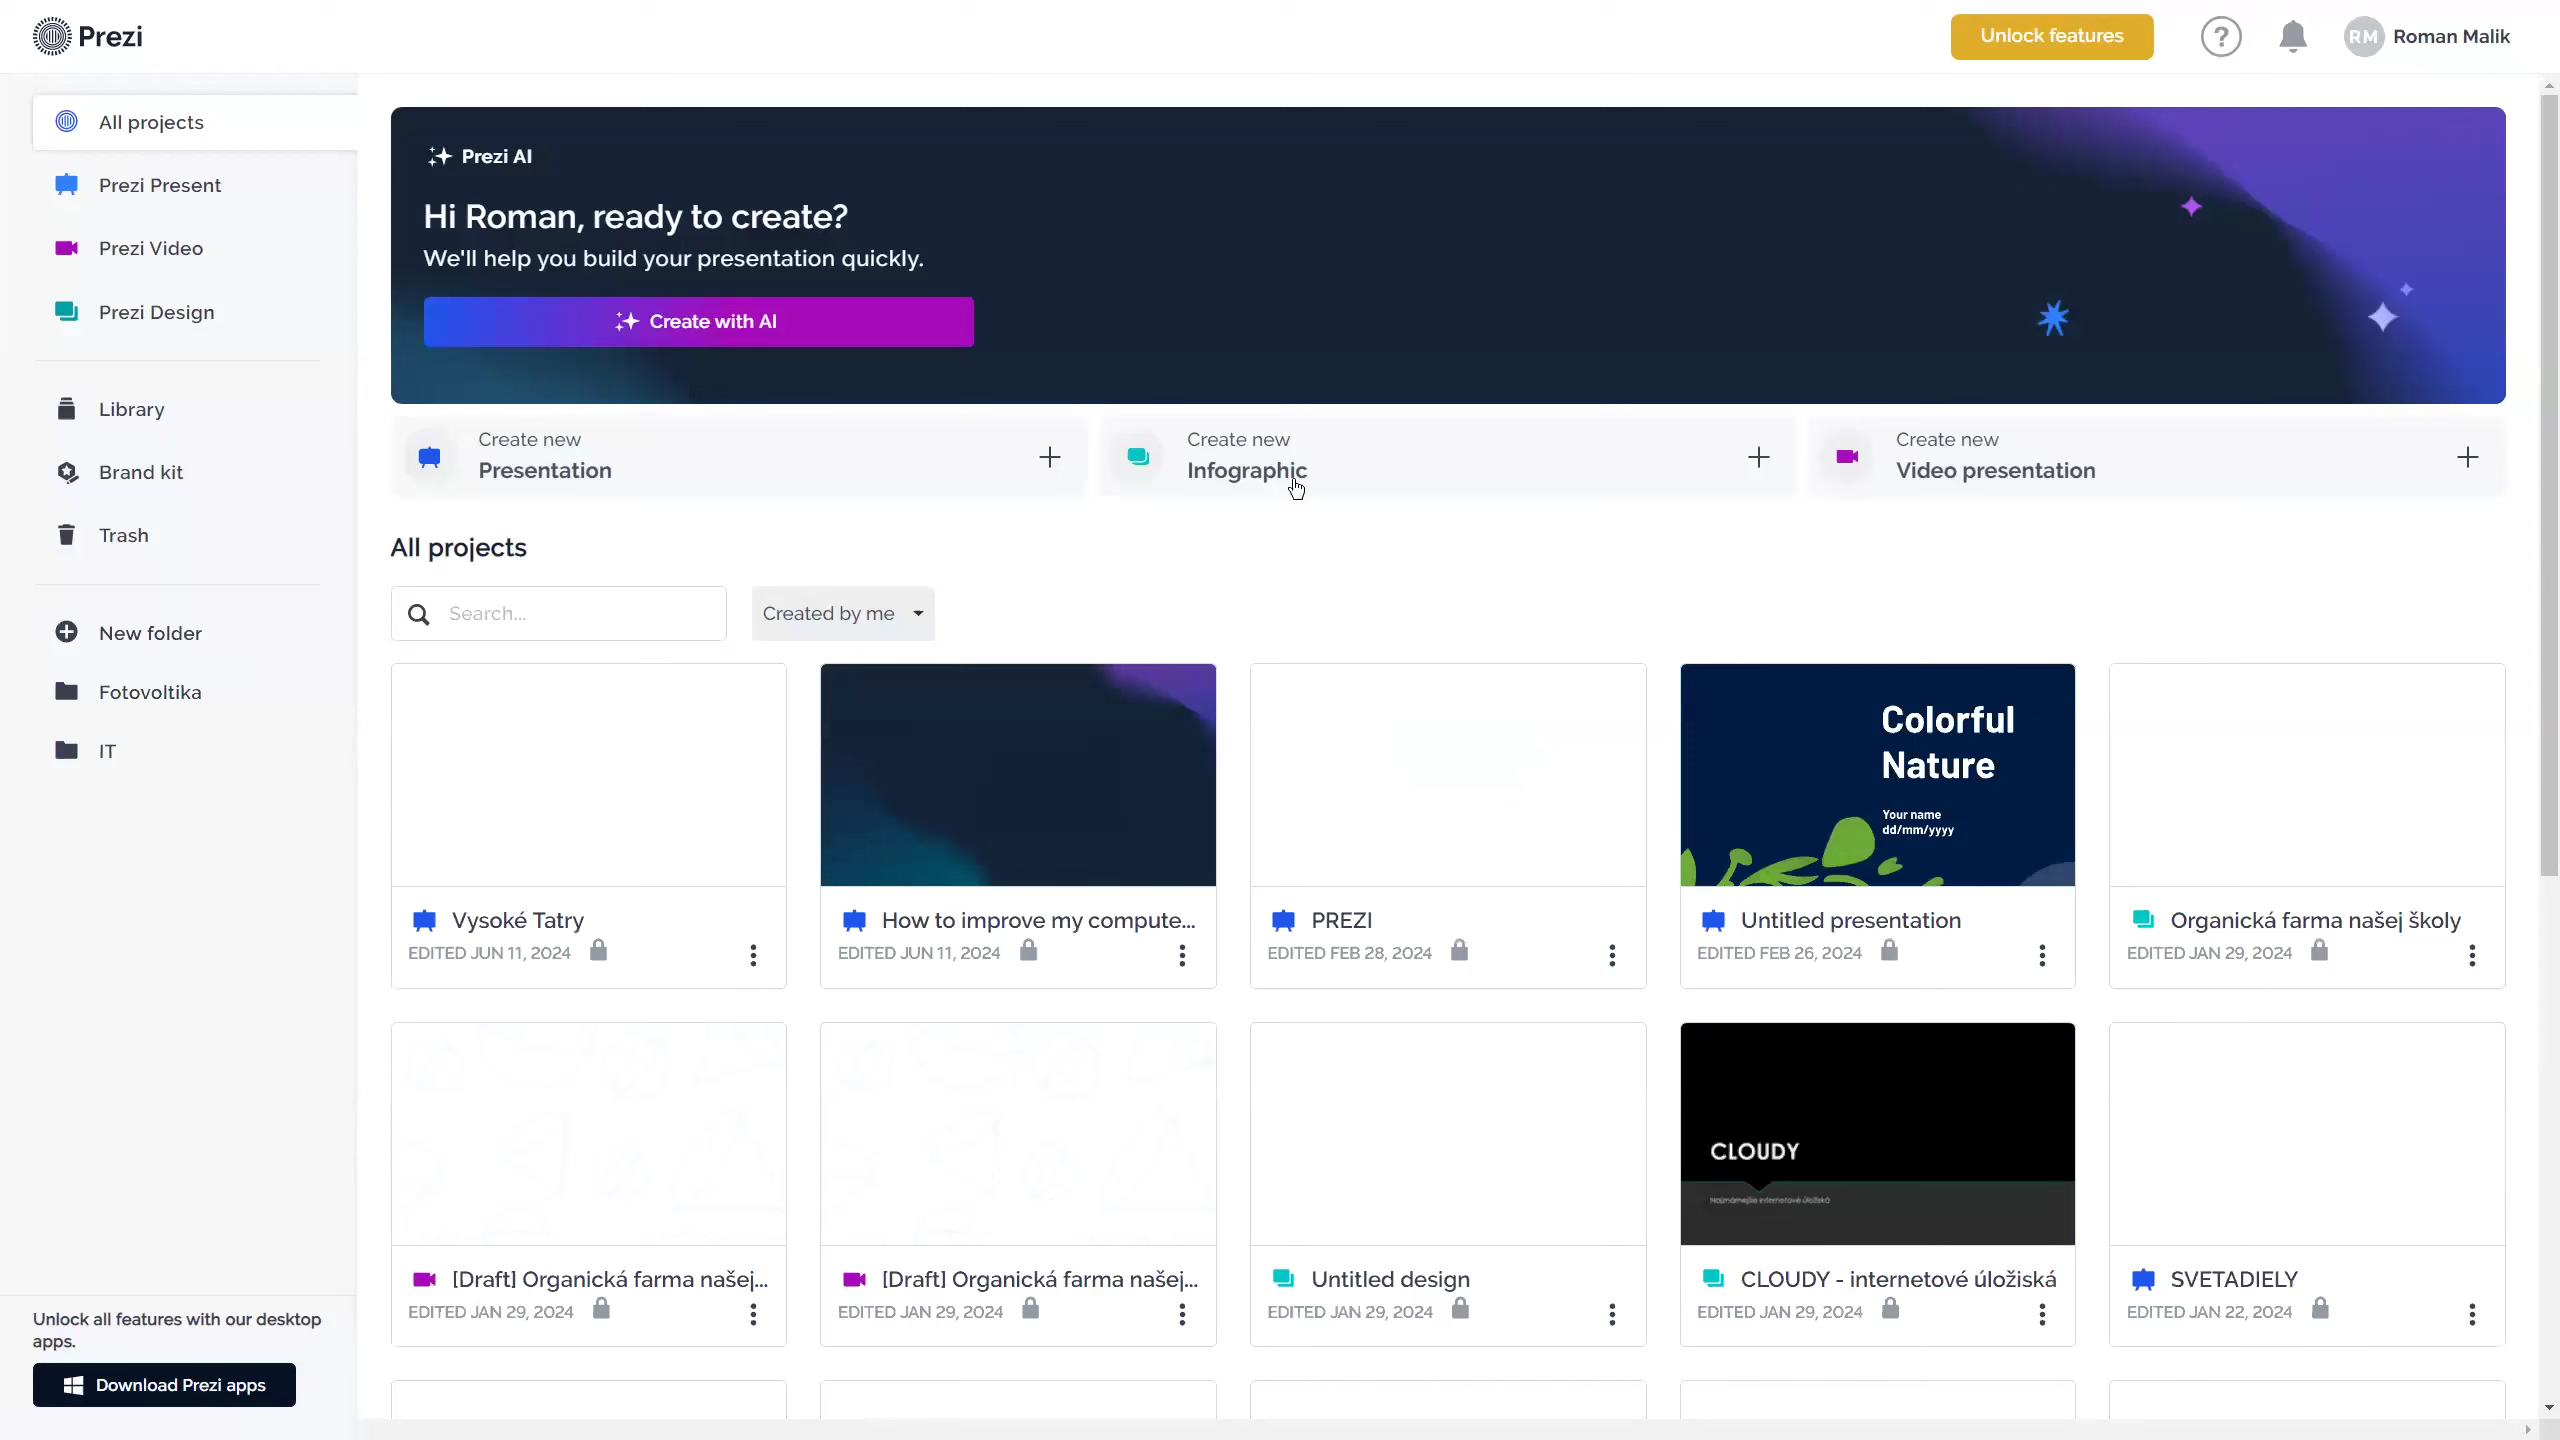 Prezi
Unlock features
?
RM Roman Malik
All projects
Prezi Present
Prezi Video
Prezi Design
Library
Brand kit
Trash
New folder
Fotovoltika
IT
Unlock all features with our desktop
apps.
Download Prezi apps
Prezi AI
Hi Roman, ready to create?
We'll help you build your presentation quickly.
Create with AI
Create new
Presentation
Create new
Infographic
Create new
Video presentation
All projects
Search...
Created by me
Colorful
Nature
Your name
dd/mm/yyyy
Vysoké Tatry
EDITED JUN 11, 2024
How to improve my compute...
EDITED JUN 11, 2024
PREZI
EDITED FEB 28, 2024
Untitled presentation
EDITED FEB 26, 2024
Organická farma našej školy
EDITED JAN 29, 2024
CLOUDY
Najznámejšie internetové úložiská
[Draft] Organická farma našej...
EDITED JAN 29, 2024
[Draft] Organická farma našej...
EDITED JAN 29, 2024
Untitled design
EDITED JAN 29, 2024
CLOUDY - internetové úložiská
EDITED JAN 29, 2024
SVETADIELY
EDITED JAN 22, 2024